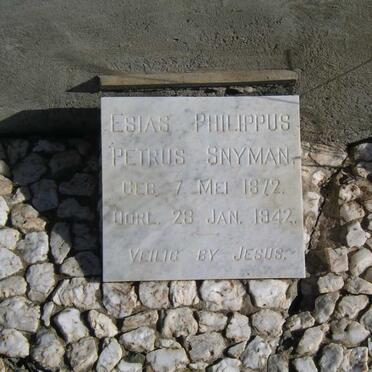 ESIAS PHILIPPUS
PETRUS SNYMAN
GEB. 7. MEI 1872.
OORL. 28 JAN. 1942.
VEILIG BY JESUS.